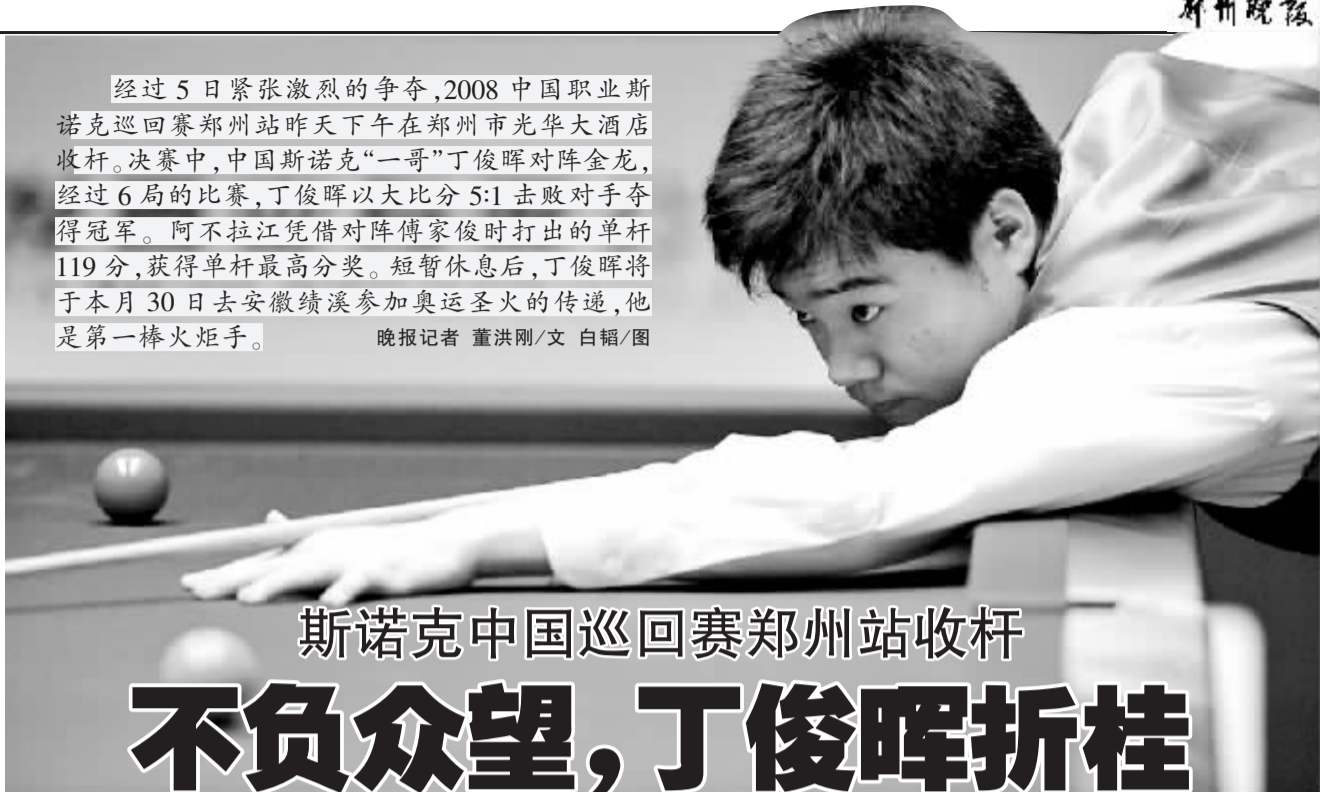 郑州晚报
经过 5 日紧张激烈的争夺,2008 中国职业斯
诺克巡回赛郑州站昨天下午在郑州市光华大酒店
收杆。决赛中,中国斯诺克“一哥”丁俊晖对阵金龙,
经过 6 局的比赛,丁俊晖以大比分 5:1 击败对手夺
得冠军。阿不拉江凭借对阵傅家俊时打出的单杆
119 分,获得单杆最高分奖。短暂休息后,丁俊晖将
于本月 30 日去安徽绩溪参加奥运圣火的传递,他
是第一棒火炬手。 晚报记者 董洪刚/文 白韬/图
斯诺克中国巡回赛郑州站收杆
不负众望,丁俊晖折桂